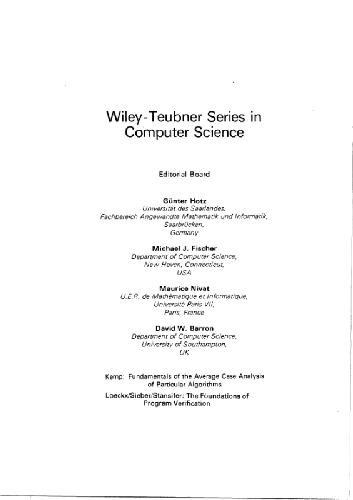 Wiley-Teubner Series in
Computer Science
Editorial Board
Günter Hotz
Universität des Saarlandes,
Fachbereich Angewandte Mathematik und Informatik,
Saarbrücken,
Germany
Michael J. Fischer
Department of Computer Science,
New Haven, Connecticut,
USA
Maurice Nivat
U.E.R. de Mathématique et Informatique,
Université Paris VII,
Paris, France
David W. Barron
Department of Computer Science,
University of Southampton,
UK
Kemp: Fundamentals of the Average Case Analysis
of Particular Algorithms
Loeckx/Sieber/Stansifer: The Foundations of
Program Verification